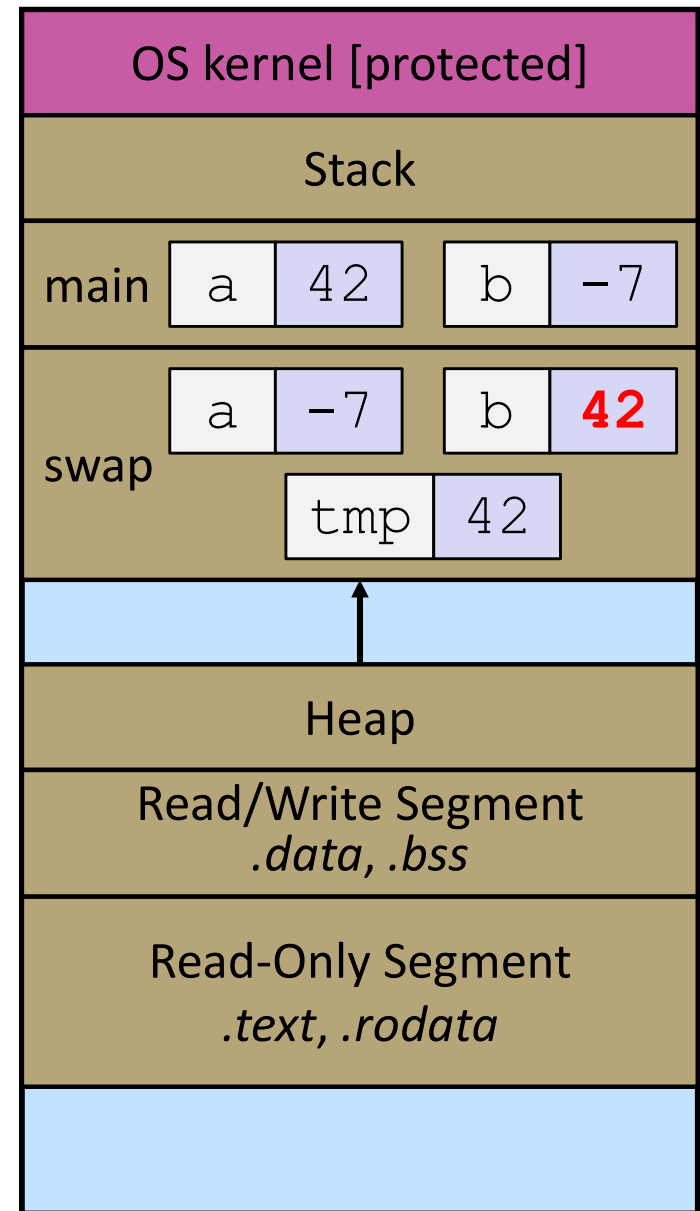 OS kernel [protected]
Stack
main a 42 b -7
a -7 b 42
swap
tmp 42
Heap
Read/Write Segment
.data, .bss
Read-Only Segment
.text, .rodata